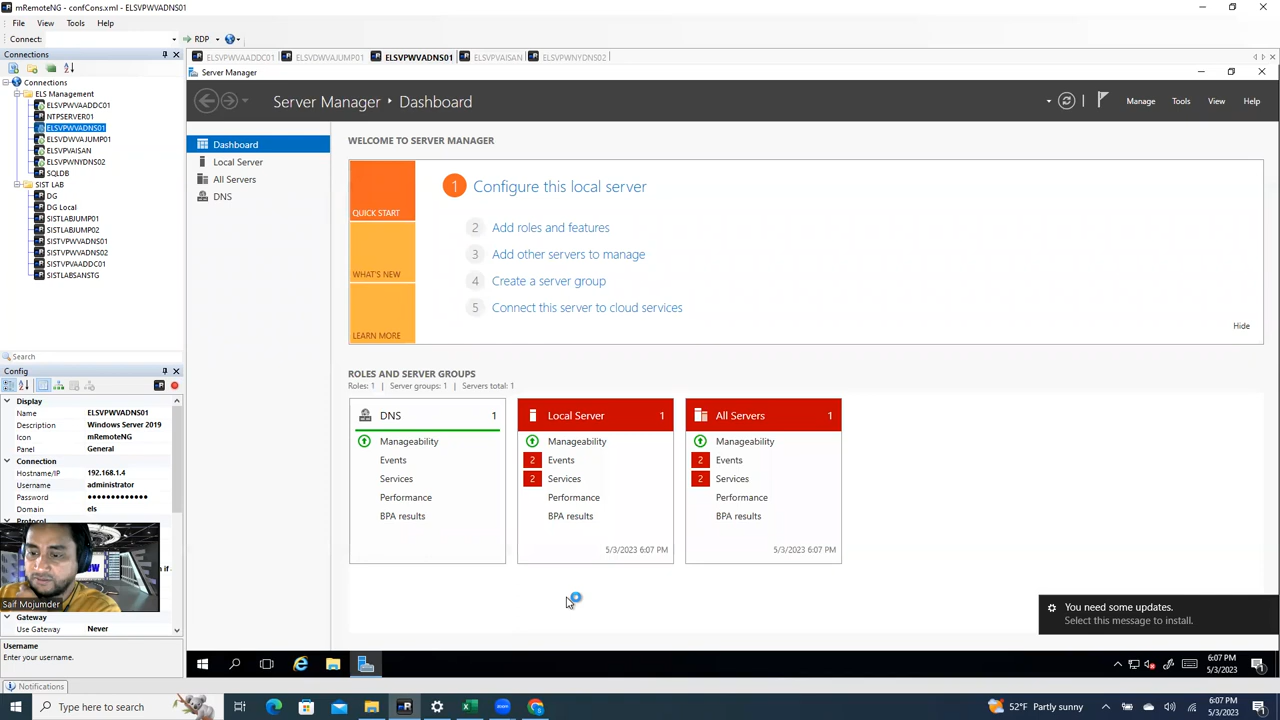 mRemoteNG - confCons.xml - ELSVPWVADNS01
File View Tools Help
Connect: RDP
Connections
Connections
ELS Management
ELSVPWVAADDC01
NTPSERVER01
ELSVPWVADNS01
ELSVDWVAJUMP01
ELSVPWVAISAN
ELSVPWNYDNS02
SQLDB
SIST LAB
DG
DG Local
SISTLABJUMP01
SISTLABJUMP02
SISTVPWVADNS01
SISTVPWVADNS02
SISTVPVAADDC01
SISTLABSANSTG
Search
Config
Display
Name ELSVPWVADNS01
Description Windows Server 2019
Icon mRemoteNG
Panel General
Connection
Hostname/IP 192.168.1.4
Username administrator
Password ••••••••••••••
Domain els
Protocol
Saif Mojumder
Gateway
Use Gateway Never
Username
Enter your username.
Notifications
ELSVPWVAADDC01 ELSVDWVAJUMP01 ELSVPWVADNS01 ELSVPWVAISAN ELSVPWNYDNS02
Server Manager
Server Manager • Dashboard
Manage Tools View Help
Dashboard
Local Server
All Servers
DNS
WELCOME TO SERVER MANAGER
QUICK START
WHAT'S NEW
LEARN MORE
1 Configure this local server
2 Add roles and features
3 Add other servers to manage
4 Create a server group
5 Connect this server to cloud services
Hide
ROLES AND SERVER GROUPS
Roles: 1 | Server groups: 1 | Servers total: 1
DNS 1
Manageability
Events
Services
Performance
BPA results
Local Server 1
Manageability
2 Events
2 Services
Performance
BPA results
5/3/2023 6:07 PM
All Servers 1
Manageability
2 Events
2 Services
Performance
BPA results
5/3/2023 6:07 PM
You need some updates.
Select this message to install.
6:07 PM
5/3/2023
1
Type here to search
52°F Partly sunny
6:07 PM
5/3/2023
1